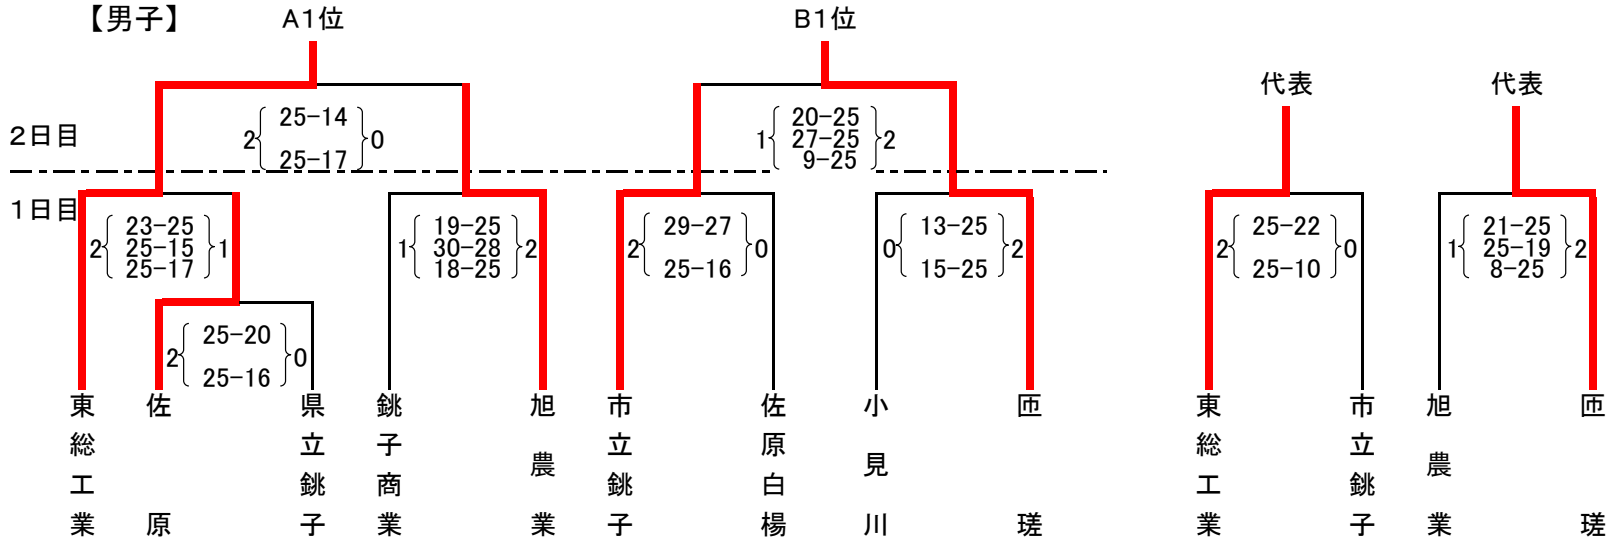 【男子】
A1位
B1位
代表
代表
2日目
2 25-14 0
25-17
1 20-25 2
27-25
9-25
1日目
2 23-25 1
25-15
25-17
1 19-25 2
30-28
18-25
2 29-27 0
25-16
0 13-25 2
15-25
2 25-22 0
25-10
1 21-25 2
25-19
8-25
2 25-20 0
25-16
東総工業
佐原
県立銚子
銚子商業
旭農業
市立銚子
佐原白楊
小見川
匝瑳
東総工業
市立銚子
旭農業
匝瑳